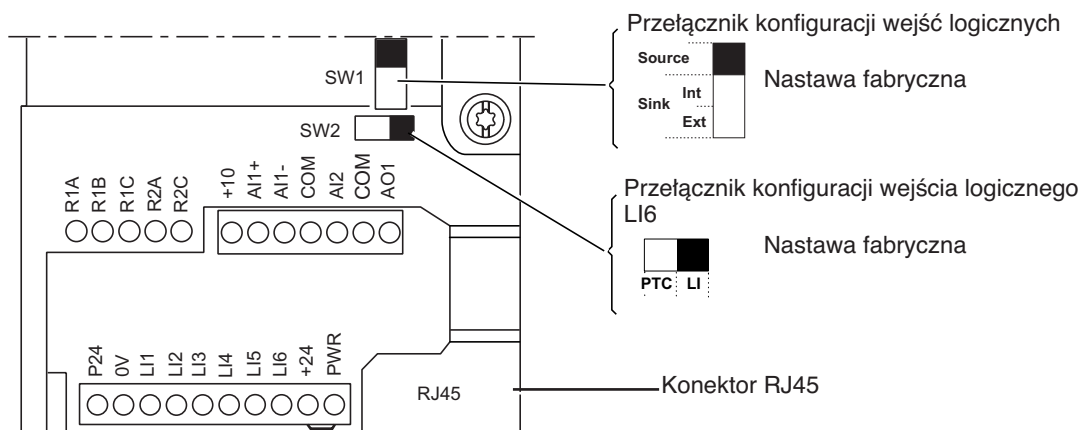 Przełącznik konfiguracji wejść logicznych
Source
Nastawa fabryczna
Sink
Int
Ext
SW1
SW2
Przełącznik konfiguracji wejścia logicznego
LI6
Nastawa fabryczna
PTC LI
R1A R1B R1C R2A R2C
+10 AI1+ AI1- COM AI2 COM AO1
P24 0V LI1 LI2 LI3 LI4 LI5 LI6 +24 PWR
RJ45
Konektor RJ45